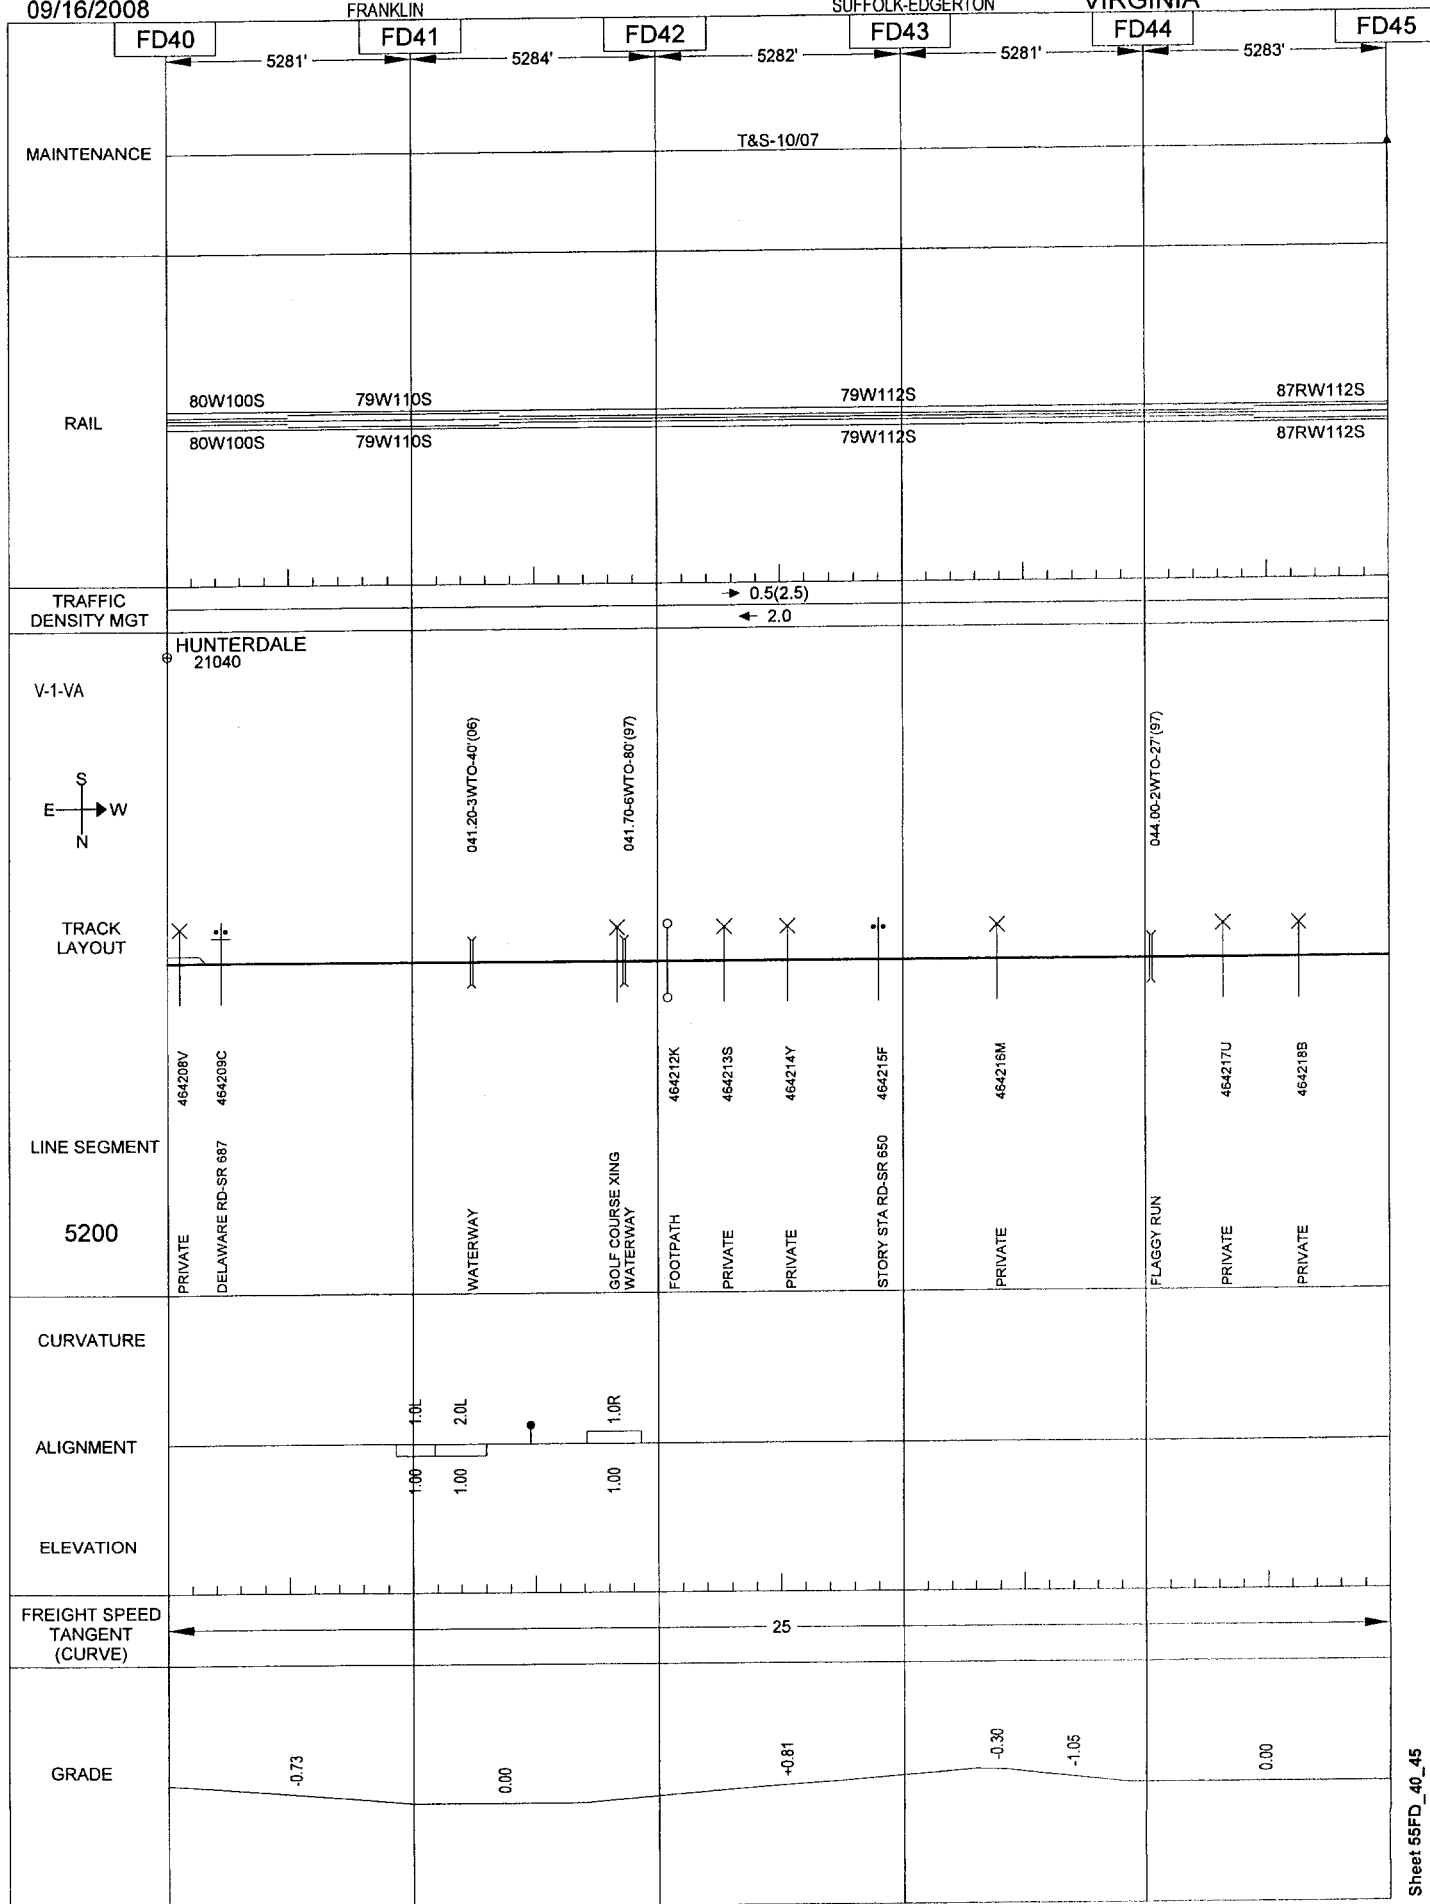 09/16/2008
FRANKLIN
SUFFOLK-EDGERTON
VIRGINIA
FD40
FD41
FD42
FD43
FD44
FD45
5281'
5284'
5282'
5281'
5283'
MAINTENANCE
T&S-10/07
RAIL
80W100S
79W110S
79W112S
87RW112S
80W100S
79W110S
79W112S
87RW112S
TRAFFIC
DENSITY MGT
0.5(2.5)
2.0
HUNTERDALE
21040
V-1-VA
S
E
W
N
041.20-3WTO-40'(06)
041.70-6WTO-80'(97)
044.00-2WTO-27'(97)
TRACK
LAYOUT
464208V
464209C
464212K
464213S
464214Y
464215F
464216M
464217U
464218B
LINE SEGMENT
5200
PRIVATE
DELAWARE RD-SR 687
WATERWAY
GOLF COURSE XING
WATERWAY
FOOTPATH
PRIVATE
PRIVATE
STORY STA RD-SR 650
PRIVATE
FLAGGY RUN
PRIVATE
PRIVATE
CURVATURE
1.0L
2.0L
1.0R
ALIGNMENT
1.00
1.00
1.00
ELEVATION
FREIGHT SPEED
TANGENT
(CURVE)
25
GRADE
-0.73
0.00
+0.81
-0.30
-1.05
0.00
Sheet 55FD_40_45